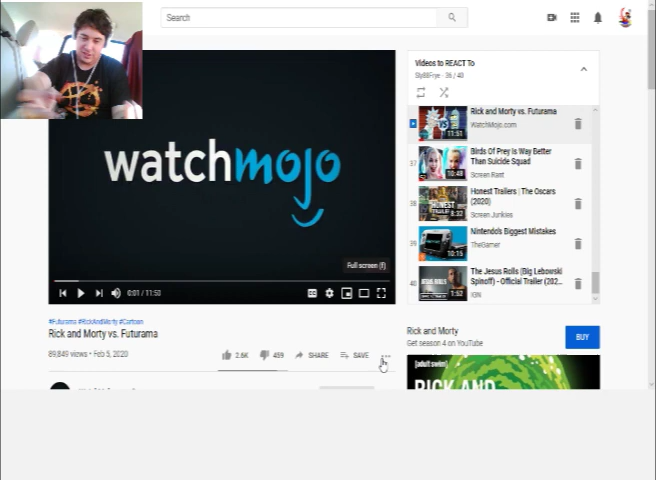 Search
Videos to REACT To
36 / 40
Rick and Morty vs. Futurama
WatchMojo.com
11:51
watchmojo
37
Birds Of Prey Is Way Better
Than Suicide Squad
Screen Rant
10:48
38
Honest Trailers | The Oscars
(2020)
Screen Junkies
8:32
39
Nintendo's Biggest Mistakes
TheGamer
10:15
40
The Jesus Rolls (Big Lebowski
Spinoff) - Official Trailer (202...
IGN
1:52
Full screen (f)
0:01 / 11:50
#Futurama #RickAndMorty #Cartoon
Rick and Morty vs. Futurama
89,849 views • Feb 5, 2020
2.6K
459
SHARE
SAVE
Rick and Morty
Get season 4 on YouTube
BUY
[adult swim]
RICK AND